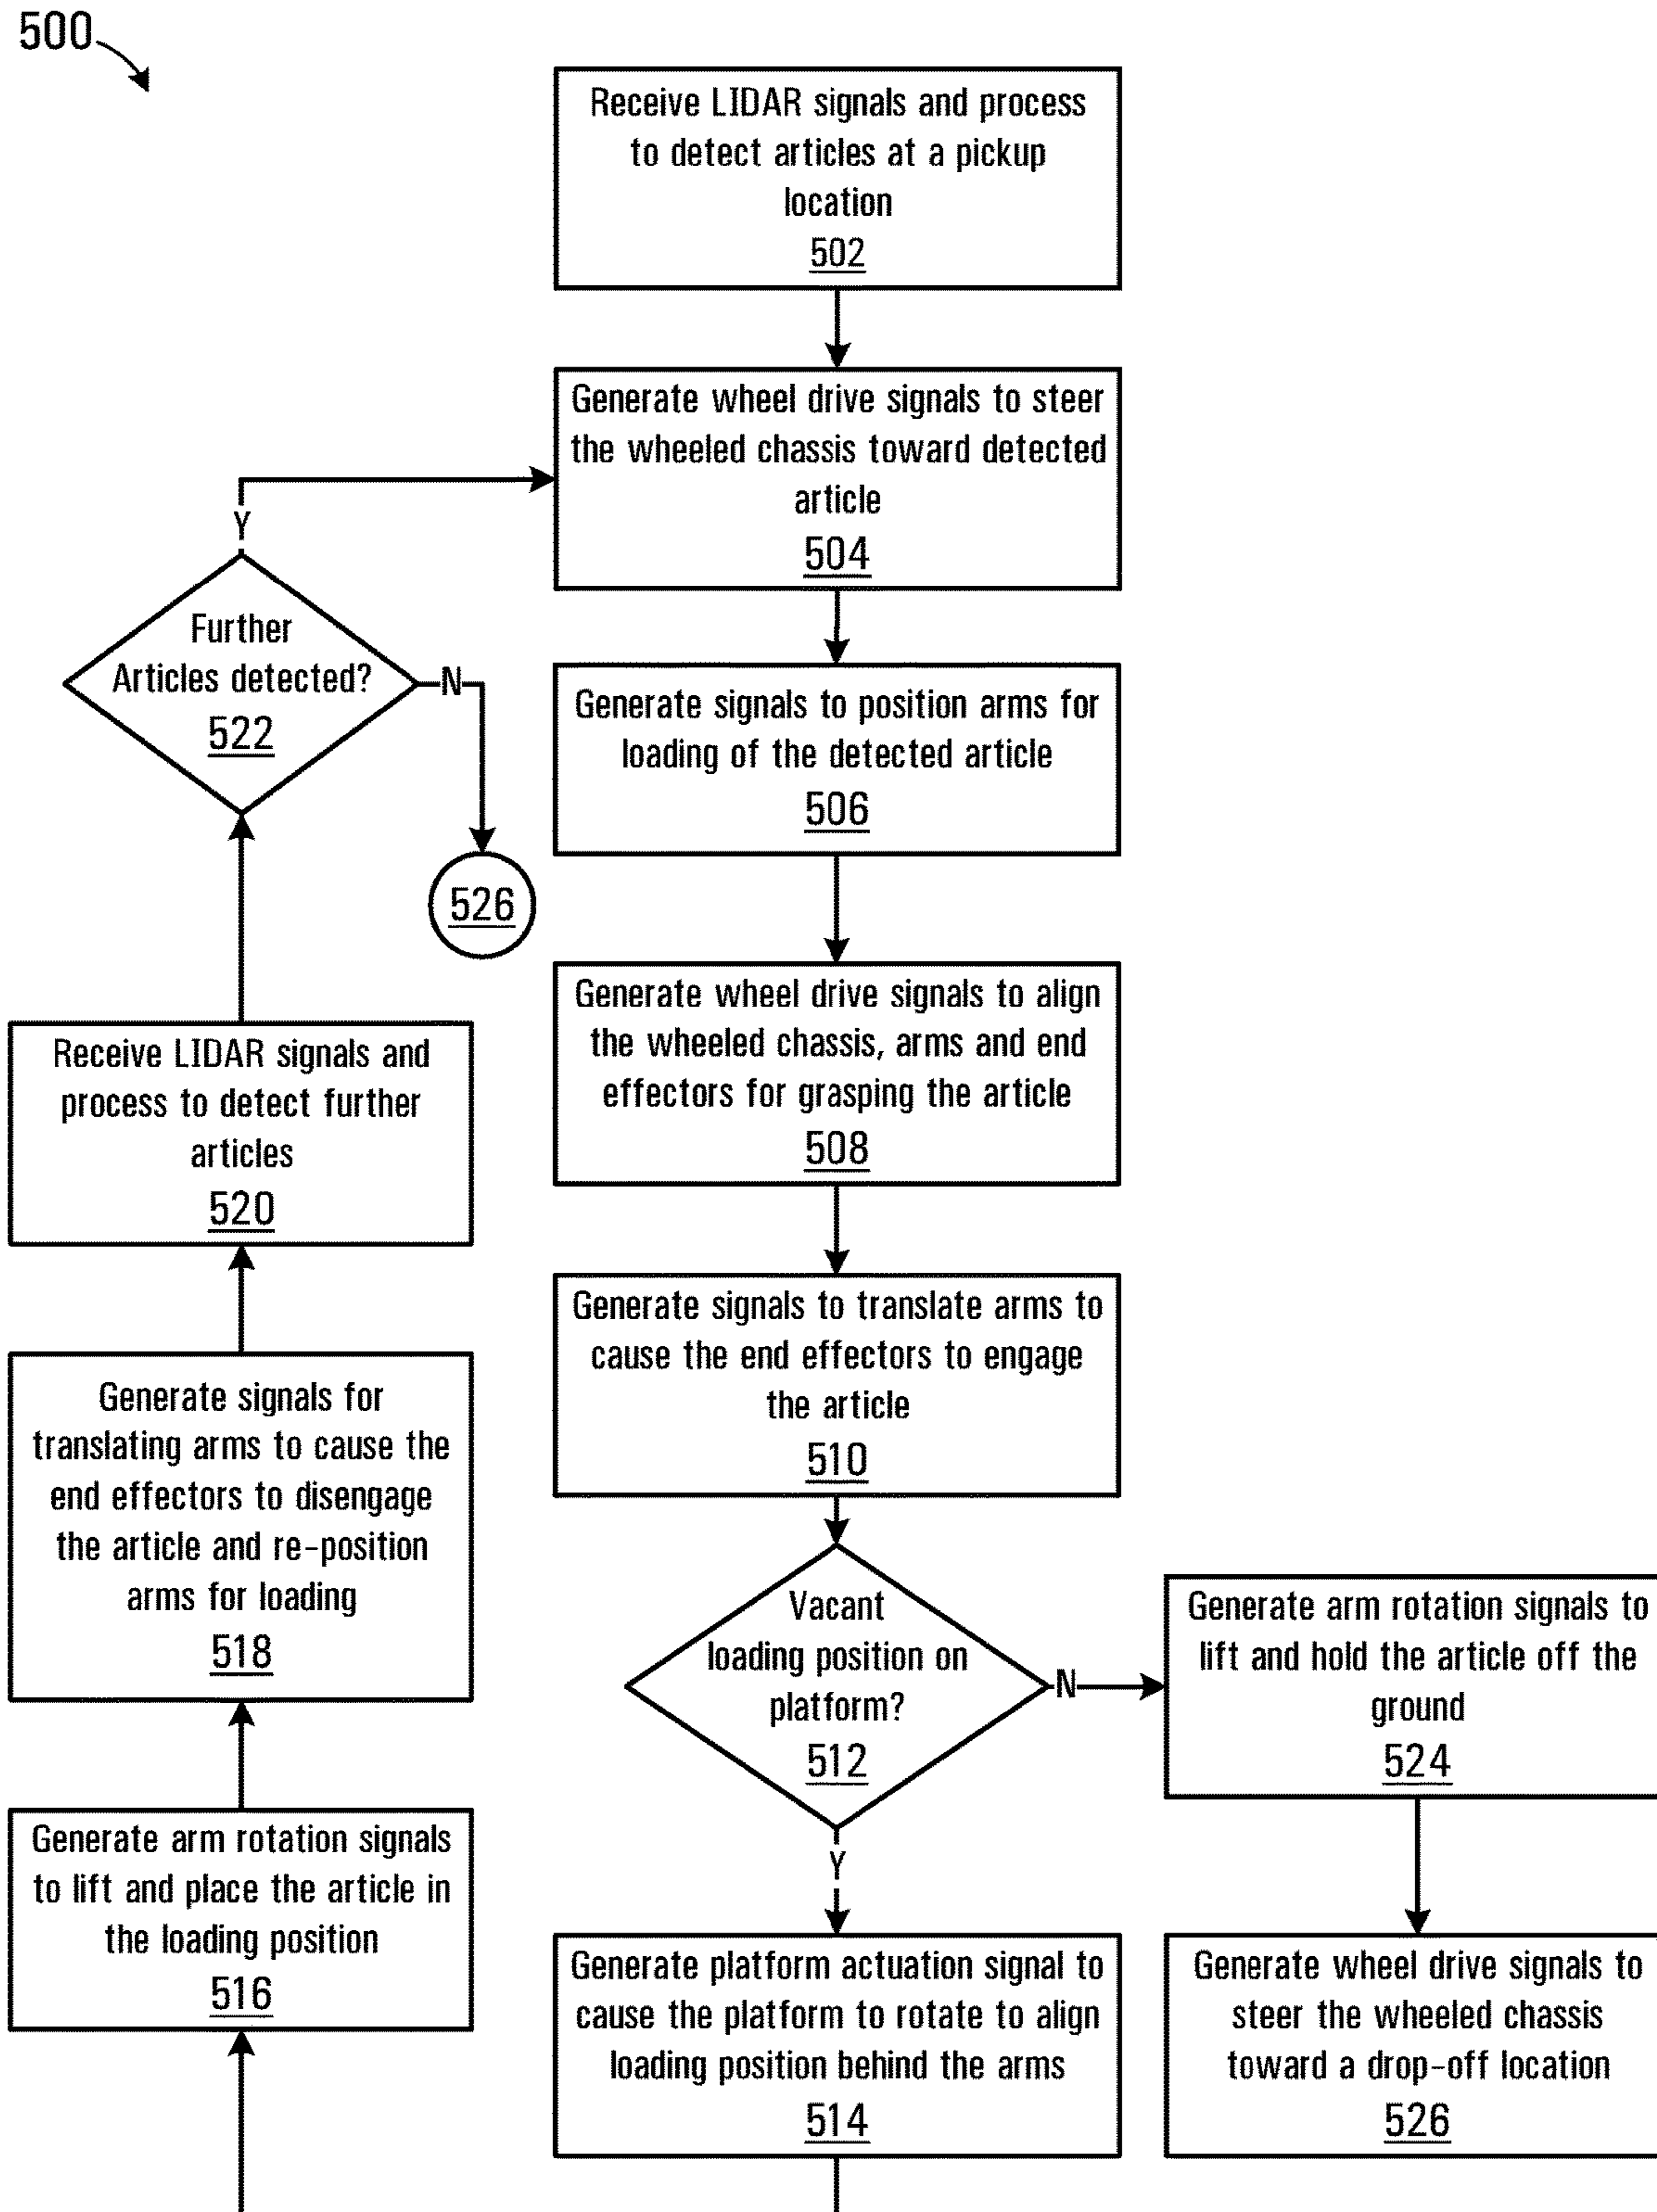 500
Receive LIDAR signals and process
to detect articles at a pickup
location
502
Generate wheel drive signals to steer
the wheeled chassis toward detected
article
504
Y
Further
Articles detected?
522
N
526
Generate signals to position arms for
loading of the detected article
506
Generate wheel drive signals to align
the wheeled chassis, arms and end
effectors for grasping the article
508
Receive LIDAR signals and
process to detect further
articles
520
Generate signals to translate arms to
cause the end effectors to engage
the article
510
Generate signals for
translating arms to cause the
end effectors to disengage
the article and re-position
arms for loading
518
Vacant
loading position on
platform?
512
N
Y
Generate arm rotation signals to
lift and hold the article off the
ground
524
Generate arm rotation signals
to lift and place the article in
the loading position
516
Generate platform actuation signal to
cause the platform to rotate to align
loading position behind the arms
514
Generate wheel drive signals to
steer the wheeled chassis
toward a drop-off location
526